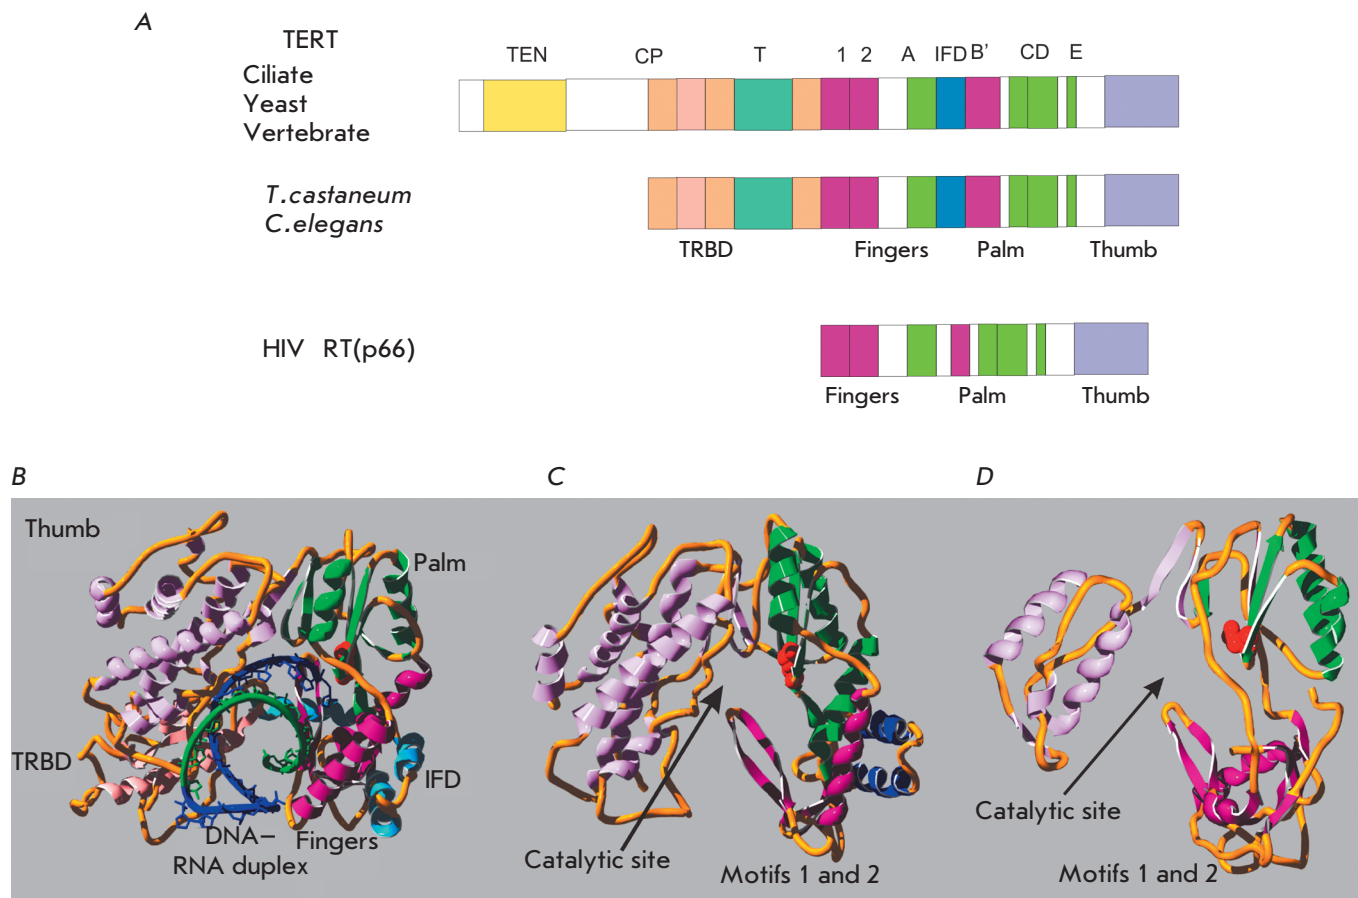 A
TERT
TEN
CP
T
1 2
A
IFD
B’
CD
E
Ciliate
Yeast
Vertebrate
T.castaneum
C.elegans
TRBD
Fingers
Palm
Thumb
HIV RT(p66)
Fingers
Palm
Thumb
B
Thumb
Palm
TRBD
IFD
DNA–
RNA duplex
Fingers
C
Catalytic site
Motifs 1 and 2
D
Catalytic site
Motifs 1 and 2